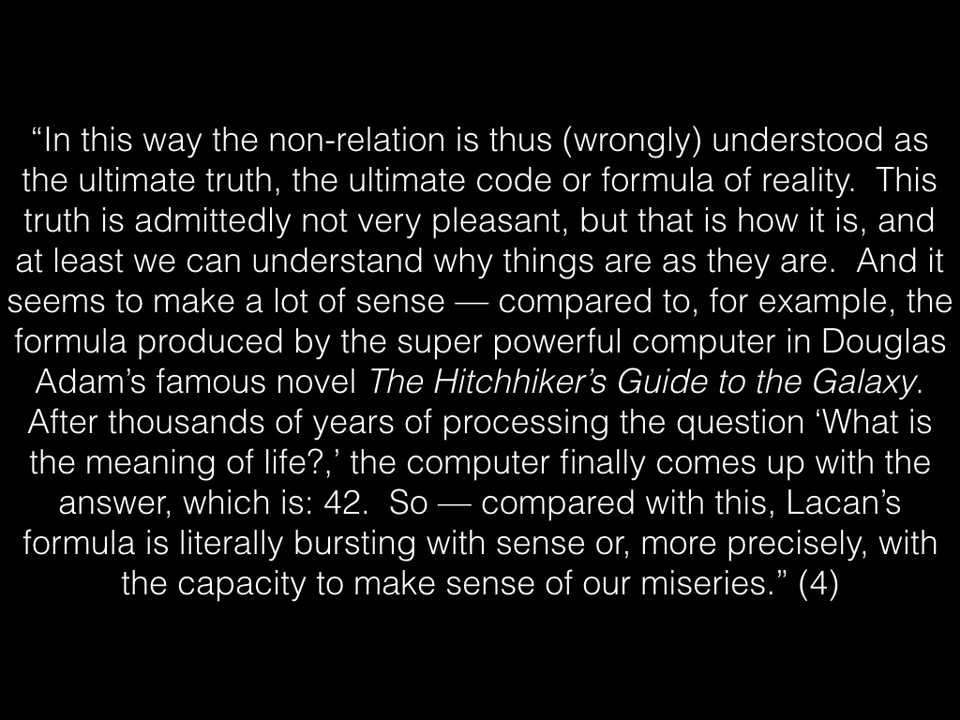 “In this way the non-relation is thus (wrongly) understood as
the ultimate truth, the ultimate code or formula of reality.  This
truth is admittedly not very pleasant, but that is how it is, and
at least we can understand why things are as they are.  And it
seems to make a lot of sense — compared to, for example, the
formula produced by the super powerful computer in Douglas
Adam’s famous novel The Hitchhiker’s Guide to the Galaxy.
After thousands of years of processing the question ‘What is
the meaning of life?,’ the computer finally comes up with the
answer, which is: 42.  So — compared with this, Lacan’s
formula is literally bursting with sense or, more precisely, with
the capacity to make sense of our miseries.” (4)